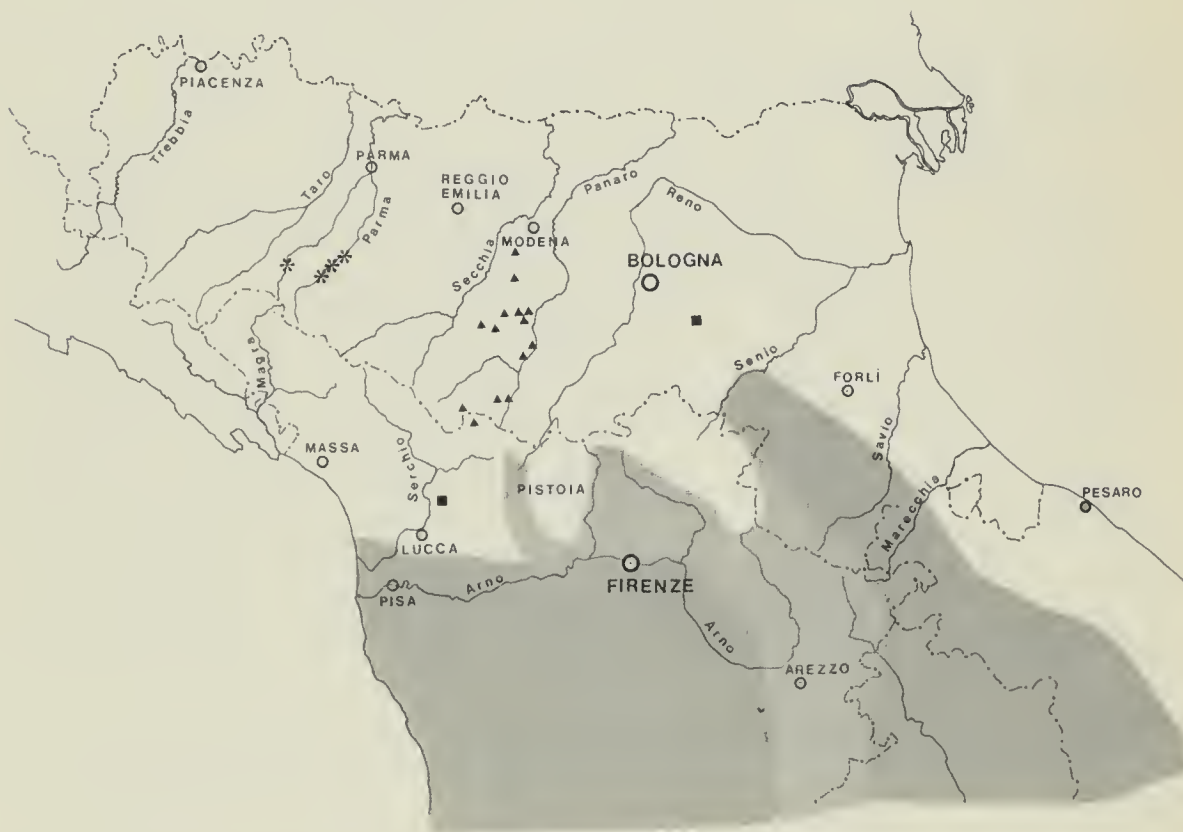 PIACENZA
Trebbia
Taro
PARMA
Parma
REGGIO
EMILIA
Secchia
MODENA
Panaro
Reno
BOLOGNA
Magra
Senio
FORLÌ
Savio
MASSA
Serchio
PISTOIA
Marecchia
PESARO
LUCCA
PISA
Arno
FIRENZE
Arno
AREZZO